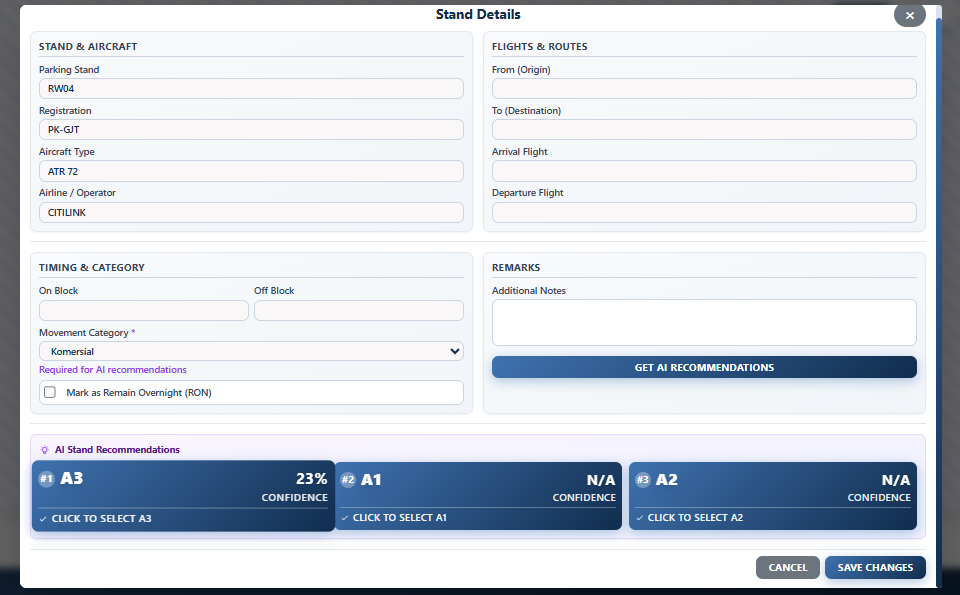 Stand Details
×
STAND & AIRCRAFT
Parking Stand
RW04
Registration
PK-GJT
Aircraft Type
ATR 72
Airline / Operator
CITILINK
FLIGHTS & ROUTES
From (Origin)
To (Destination)
Arrival Flight
Departure Flight
TIMING & CATEGORY
On Block
Off Block
Movement Category *
Komersial
Required for AI recommendations
Mark as Remain Overnight (RON)
REMARKS
Additional Notes
GET AI RECOMMENDATIONS
AI Stand Recommendations
#1 A3
23%
CONFIDENCE
✓ CLICK TO SELECT A3
#2 A1
N/A
CONFIDENCE
✓ CLICK TO SELECT A1
#3 A2
N/A
CONFIDENCE
✓ CLICK TO SELECT A2
CANCEL
SAVE CHANGES